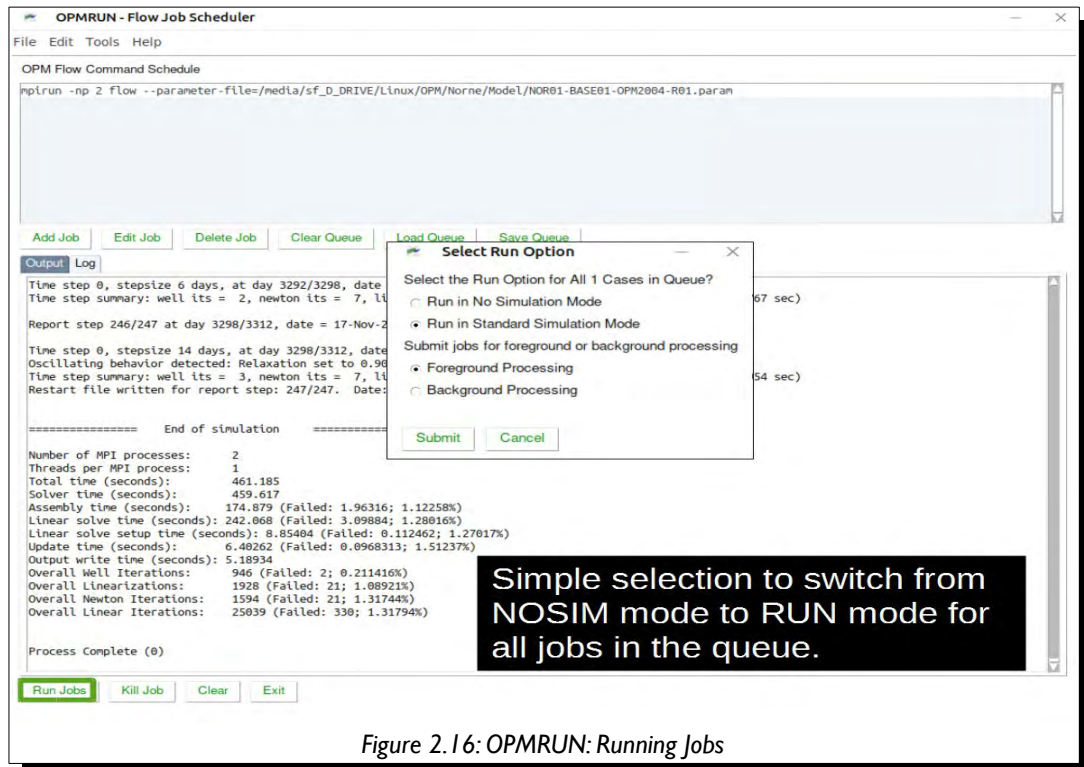 OPMRUN - Flow Job Scheduler
File Edit Tools Help
OPM Flow Command Schedule
mpirun -np 2 flow --parameter-file=/media/sf_D_DRIVE/Linux/OPM/Norne/Model/NOR01-BASE01-OPM2004-R01.param
Add Job Edit Job Delete Job Clear Queue Load Queue Save Queue
Output Log
Time step 0, stepsize 6 days, at day 3292/3298, date
Time step summary: well its = 2, newton its = 7, li 67 sec)
Report step 246/247 at day 3298/3312, date = 17-Nov-2
Time step 0, stepsize 14 days, at day 3298/3312, date
Oscillating behavior detected: Relaxation set to 0.90
Time step summary: well its = 3, newton its = 7, li 54 sec)
Restart file written for report step: 247/247. Date:
================ End of simulation ===========
Number of MPI processes: 2
Threads per MPI process: 1
Total time (seconds): 461.185
Solver time (seconds): 459.617
Assembly time (seconds): 174.879 (Failed: 1.96316; 1.12258%)
Linear solve time (seconds): 242.068 (Failed: 3.09884; 1.28016%)
Linear solve setup time (seconds): 8.85404 (Failed: 0.112462; 1.27017%)
Update time (seconds): 6.40262 (Failed: 0.0968313; 1.51237%)
Output write time (seconds): 5.18934
Overall Well Iterations: 946 (Failed: 2; 0.211416%)
Overall Linearizations: 1928 (Failed: 21; 1.08921%)
Overall Newton Iterations: 1594 (Failed: 21; 1.31744%)
Overall Linear Iterations: 25039 (Failed: 330; 1.31794%)
Process Complete (0)
Select Run Option
Select the Run Option for All 1 Cases in Queue?
Run in No Simulation Mode
Run in Standard Simulation Mode
Submit jobs for foreground or background processing
Foreground Processing
Background Processing
Submit Cancel
Simple selection to switch from
NOSIM mode to RUN mode for
all jobs in the queue.
Run Jobs Kill Job Clear Exit
Figure 2.16: OPMRUN: Running Jobs